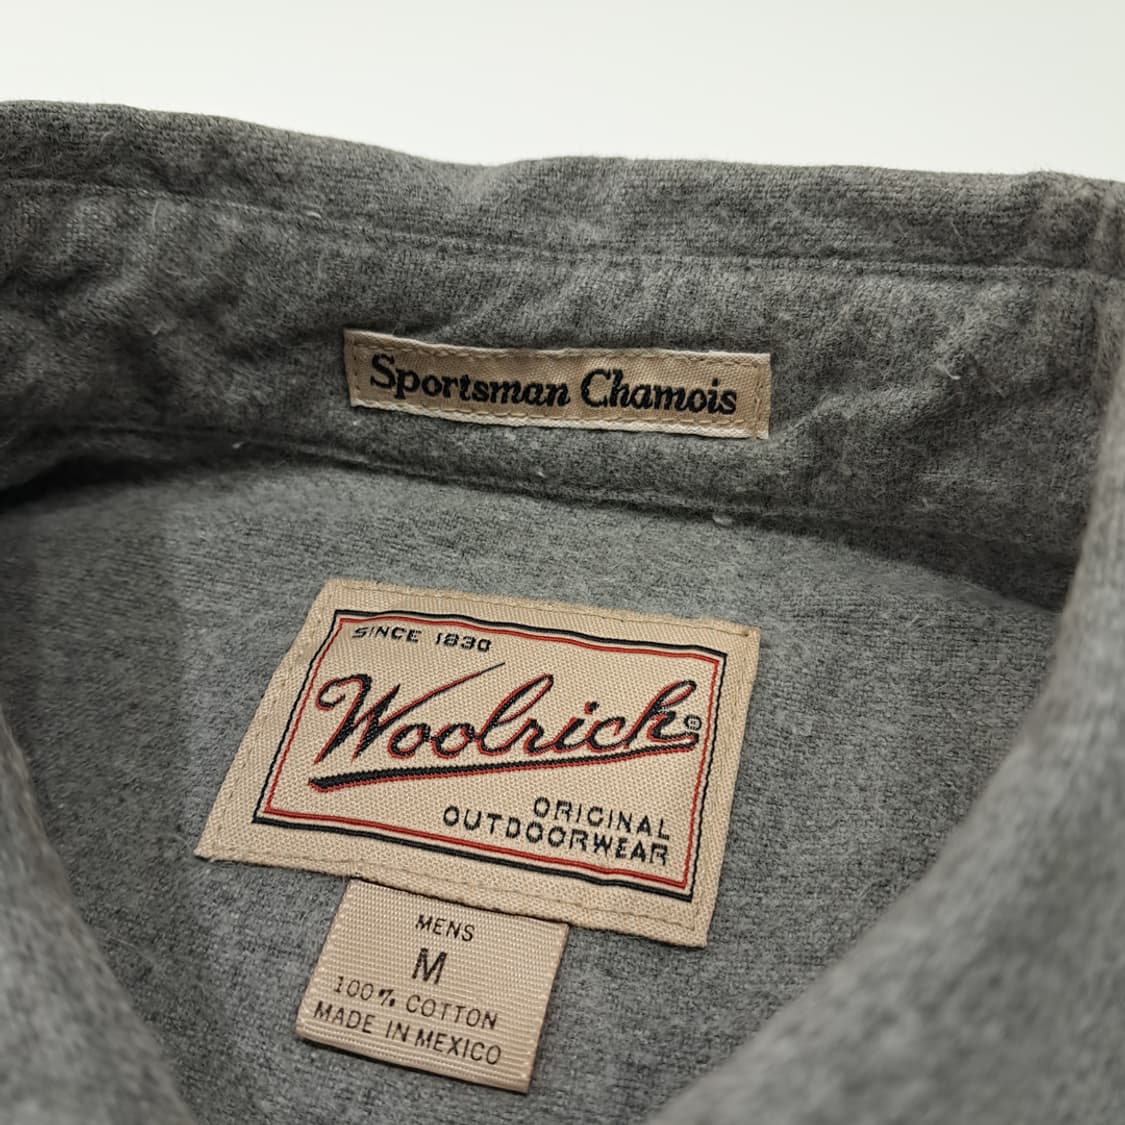 Sportsman Chamois
SINCE 1830
Woolrich®
ORIGINAL
OUTDOORWEAR
MENS
M
100% COTTON
MADE IN MEXICO